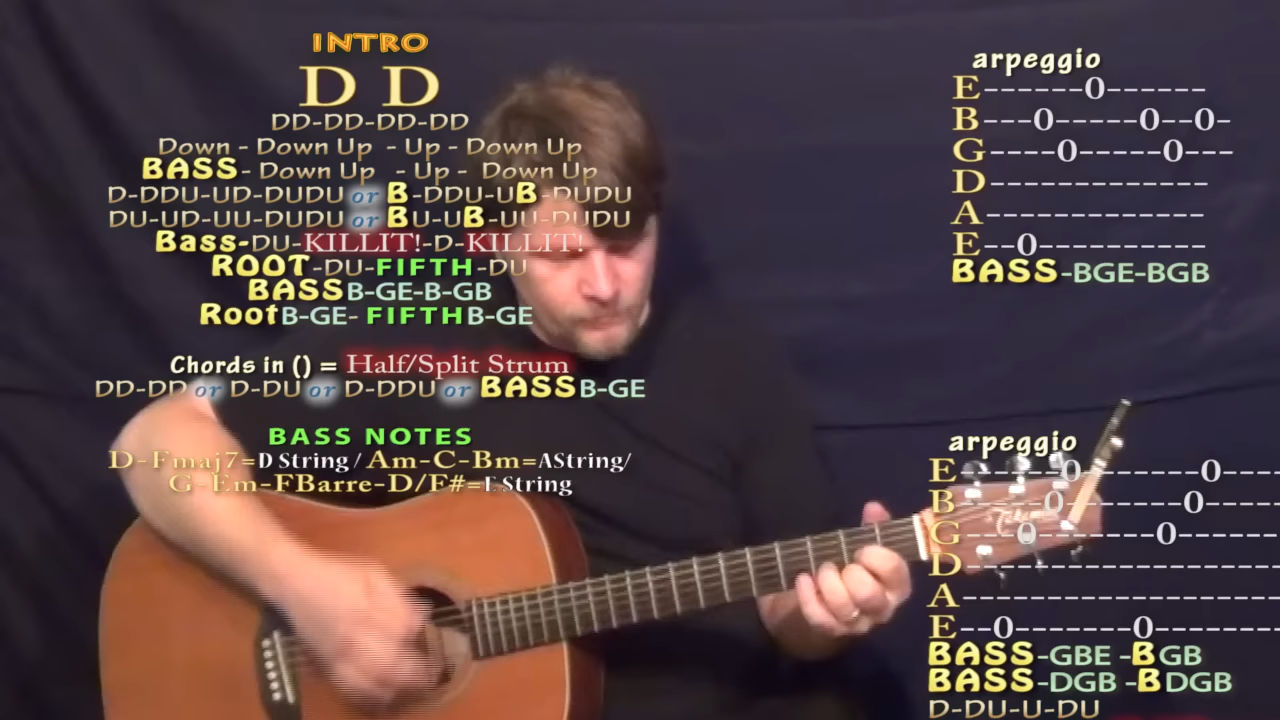 INTRO
D D
DD-DD-DD-DD
Down - Down Up - Up - Down Up
BASS - Down Up - Up - Down Up
D-DDU-UD-DUDU or B-DDU-UB-DUDU
DU-UD-UU-DUDU or BU-UB-UU-DUDU
Bass-DU-KILLIT!-D-KILLIT!
ROOT-DU-FIFTH-DU
BASSB-GE-B-GB
RootB-GE- FIFTHB-GE
Chords in () = Half/Split Strum
DD-DD or D-DU or D-DDU or BASSB-GE
BASS NOTES
D-Fmaj7=D String / Am-C-Bm=AString/
G-Em-FBarre-D/F#=E String
arpeggio
E------0------
B---0-----0--0-
G----0-----0---
D-------------
A-------------
E--0----------
BASS-BGE-BGB
arpeggio
E------0------0----
B-----0------0----
G----0------0-----
D-----------------
A-----------------
E--0------0-------
BASS-GBE -BGB
BASS-DGB -BDGB
D-DU-U-DU